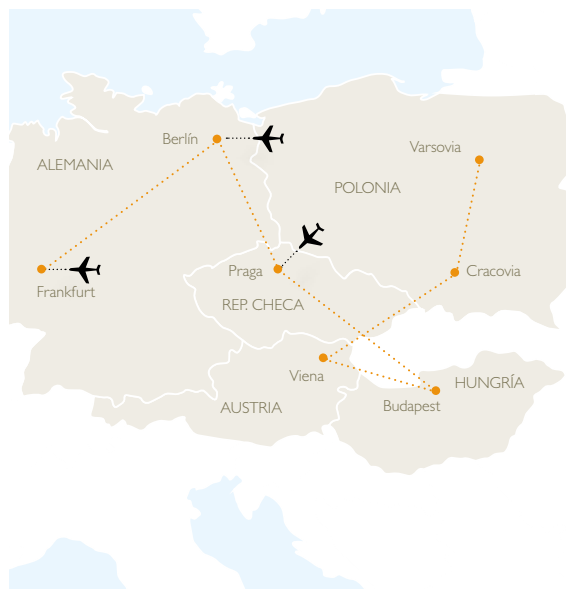 Berlín
Varsovia
ALEMANIA
POLONIA
Praga
Cracovia
Frankfurt
REP. CHECA
Viena
HUNGRÍA
AUSTRIA
Budapest